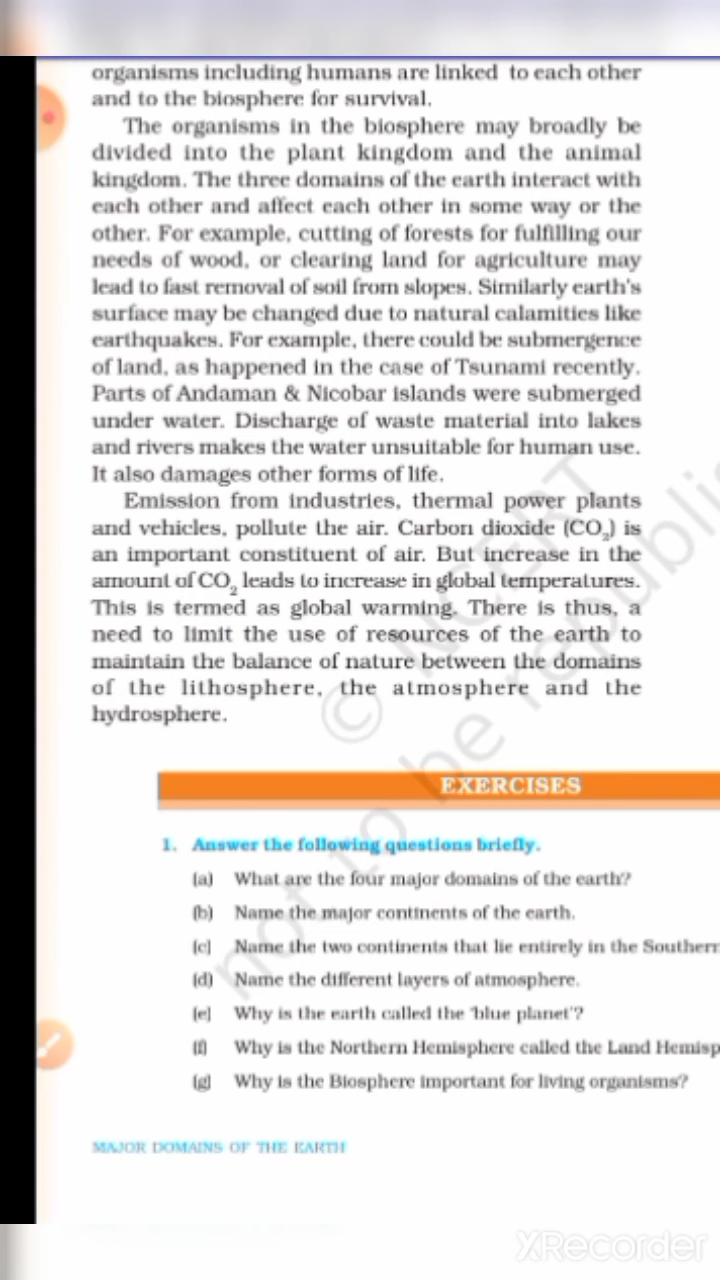 organisms including humans are linked to each other
and to the biosphere for survival.
The organisms in the biosphere may broadly be
divided into the plant kingdom and the animal
kingdom. The three domains of the earth interact with
each other and affect each other in some way or the
other. For example, cutting of forests for fulfilling our
needs of wood, or clearing land for agriculture may
lead to fast removal of soil from slopes. Similarly earth's
surface may be changed due to natural calamities like
earthquakes. For example, there could be submergence
of land, as happened in the case of Tsunami recently.
Parts of Andaman & Nicobar islands were submerged
under water. Discharge of waste material into lakes
and rivers makes the water unsuitable for human use.
It also damages other forms of life.
Emission from industries, thermal power plants
and vehicles, pollute the air. Carbon dioxide (CO₂) is
an important constituent of air. But increase in the
amount of CO₂ leads to increase in global temperatures.
This is termed as global warming. There is thus, a
need to limit the use of resources of the earth to
maintain the balance of nature between the domains
of the lithosphere, the atmosphere and the
hydrosphere.
© NCERT
not to be republis
EXERCISES
1. Answer the following questions briefly.
(a) What are the four major domains of the earth?
(b) Name the major continents of the earth.
(c) Name the two continents that lie entirely in the Southern
(d) Name the different layers of atmosphere.
(e) Why is the earth called the 'blue planet'?
(f) Why is the Northern Hemisphere called the Land Hemisp
(g) Why is the Biosphere important for living organisms?
MAJOR DOMAINS OF THE EARTH
XRecorder